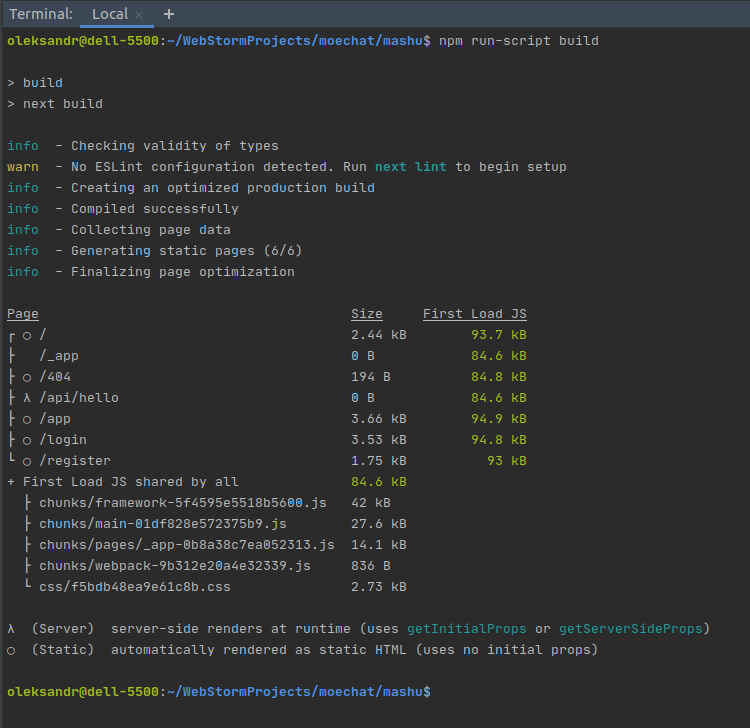 Terminal: Local × +
oleksandr@dell-5500:~/WebStormProjects/moechat/mashu$ npm run-script build
> build
> next build
info  - Checking validity of types
warn  - No ESLint configuration detected. Run next lint to begin setup
info  - Creating an optimized production build
info  - Compiled successfully
info  - Collecting page data
info  - Generating static pages (6/6)
info  - Finalizing page optimization
Page Size First Load JS
┌ ○ / 2.44 kB 93.7 kB
├   /_app 0 B 84.6 kB
├ ○ /404 194 B 84.8 kB
├ λ /api/hello 0 B 84.6 kB
├ ○ /app 3.66 kB 94.9 kB
├ ○ /login 3.53 kB 94.8 kB
└ ○ /register 1.75 kB 93 kB
+ First Load JS shared by all 84.6 kB
├ chunks/framework-5f4595e5518b5600.js 42 kB
├ chunks/main-01df828e572375b9.js 27.6 kB
├ chunks/pages/_app-0b8a38c7ea052313.js 14.1 kB
├ chunks/webpack-9b312e20a4e32339.js 836 B
└ css/f5bdb48ea9e61c8b.css 2.73 kB
λ  (Server)  server-side renders at runtime (uses getInitialProps or getServerSideProps)
○  (Static)  automatically rendered as static HTML (uses no initial props)
oleksandr@dell-5500:~/WebStormProjects/moechat/mashu$